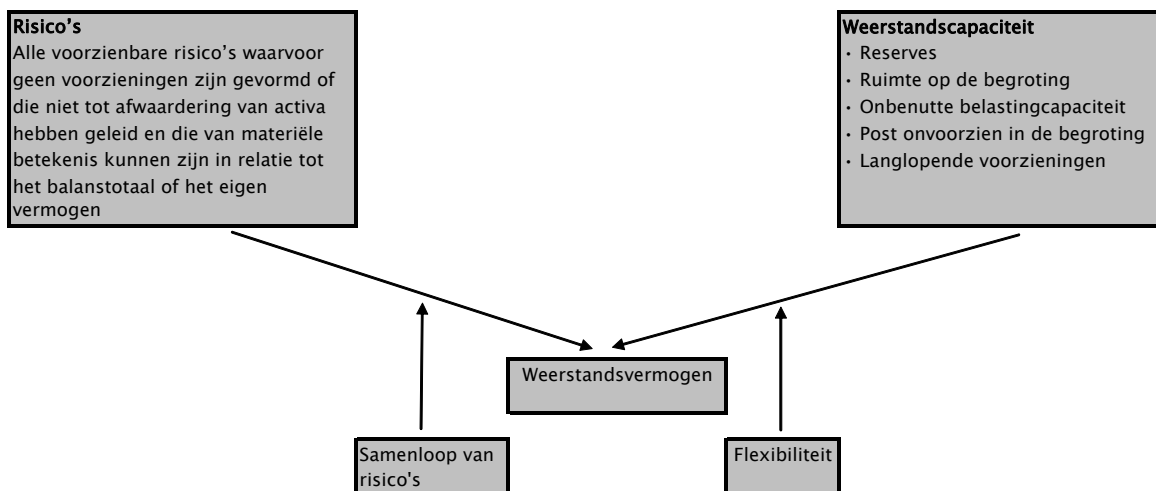 Risico's
Alle voorzienbare risico's waarvoor
geen voorzieningen zijn gevormd of
die niet tot afwaardering van activa
hebben geleid en die van materiële
betekenis kunnen zijn in relatie tot
het balanstotaal of het eigen
vermogen
Weerstandscapaciteit
· Reserves
· Ruimte op de begroting
· Onbenutte belastingcapaciteit
· Post onvoorzien in de begroting
· Langlopende voorzieningen
Weerstandsvermogen
Samenloop van
risico's
Flexibiliteit